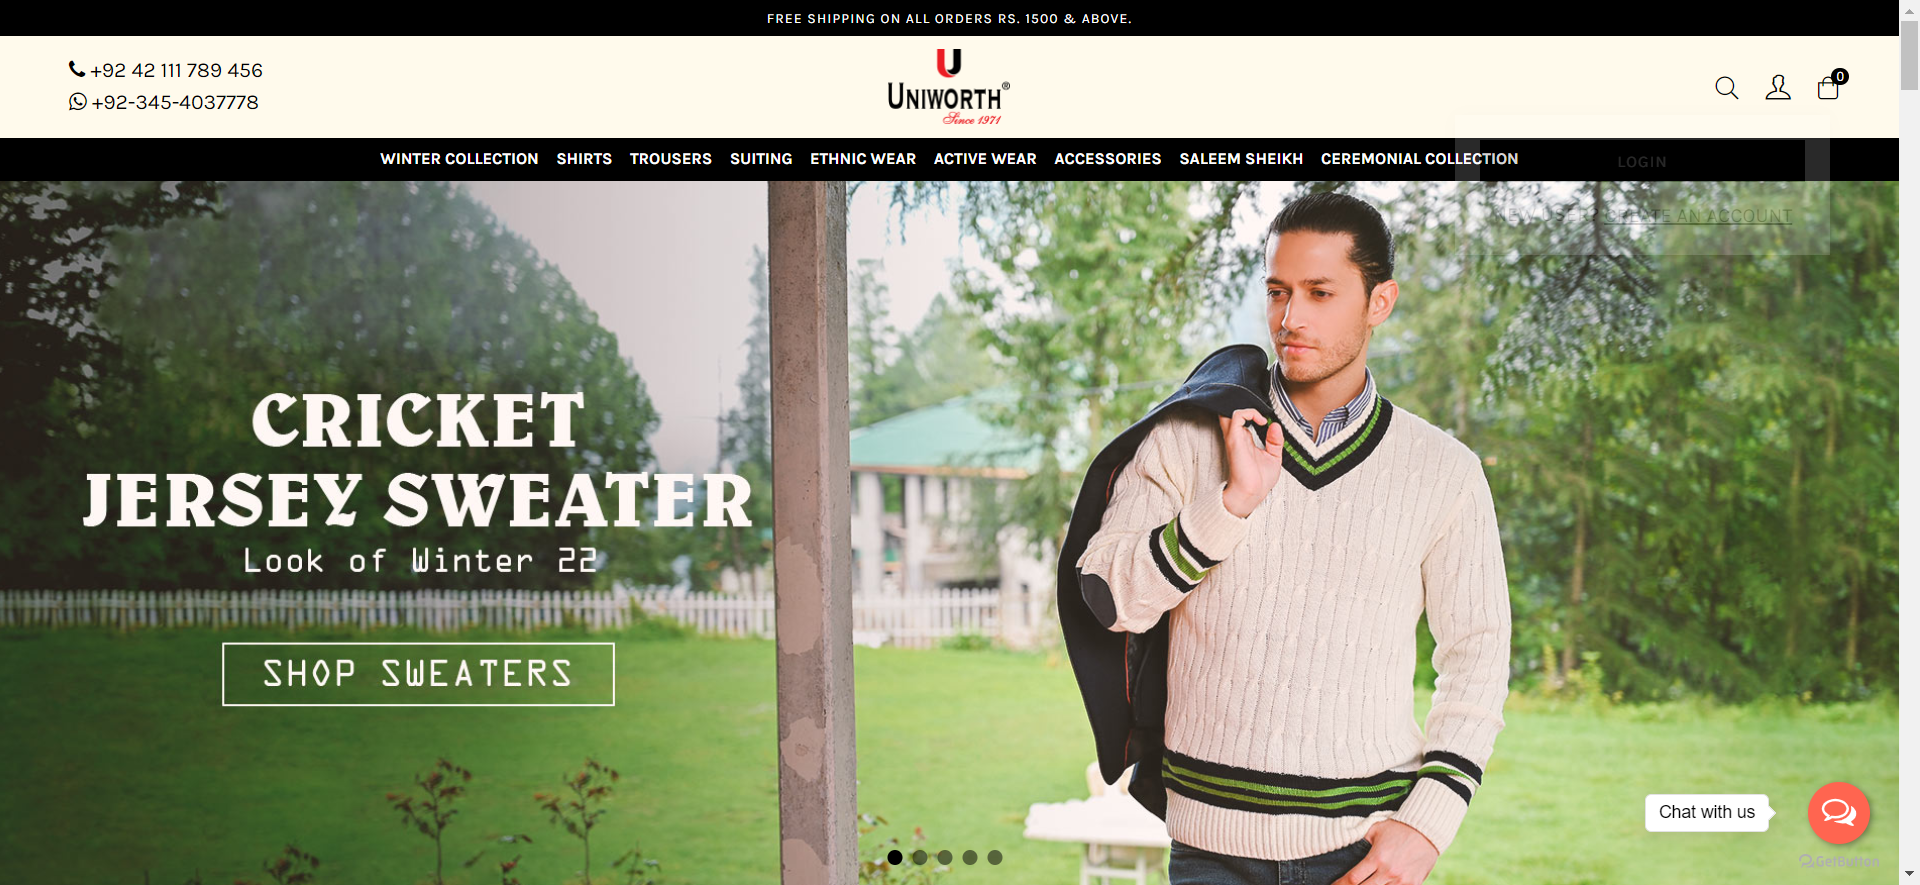 FREE SHIPPING ON ALL ORDERS RS. 1500 & ABOVE.
+92 42 111 789 456
+92-345-4037778
U
UNIWORTH®
Since 1971
0
WINTER COLLECTION SHIRTS TROUSERS SUITING ETHNIC WEAR ACTIVE WEAR ACCESSORIES SALEEM SHEIKH CEREMONIAL COLLECTION
LOGIN
NEW USER? CREATE AN ACCOUNT
CRICKET
JERSEY SWEATER
Look of Winter 22
SHOP SWEATERS
Chat with us
GetButton